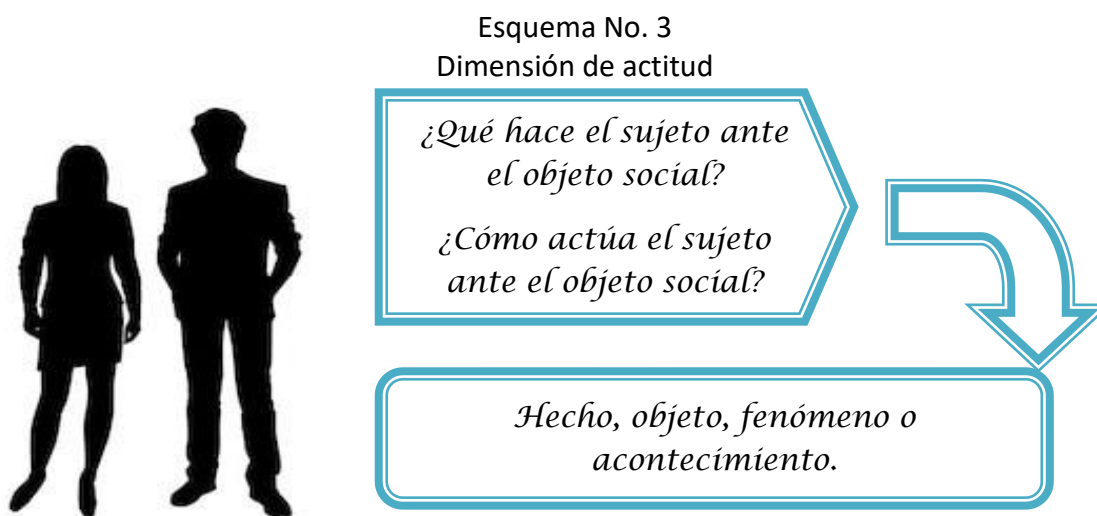 Esquema No. 3
Dimensión de actitud
¿Qué hace el sujeto ante
el objeto social?
¿Cómo actúa el sujeto
ante el objeto social?
Hecho, objeto, fenómeno o
acontecimiento.